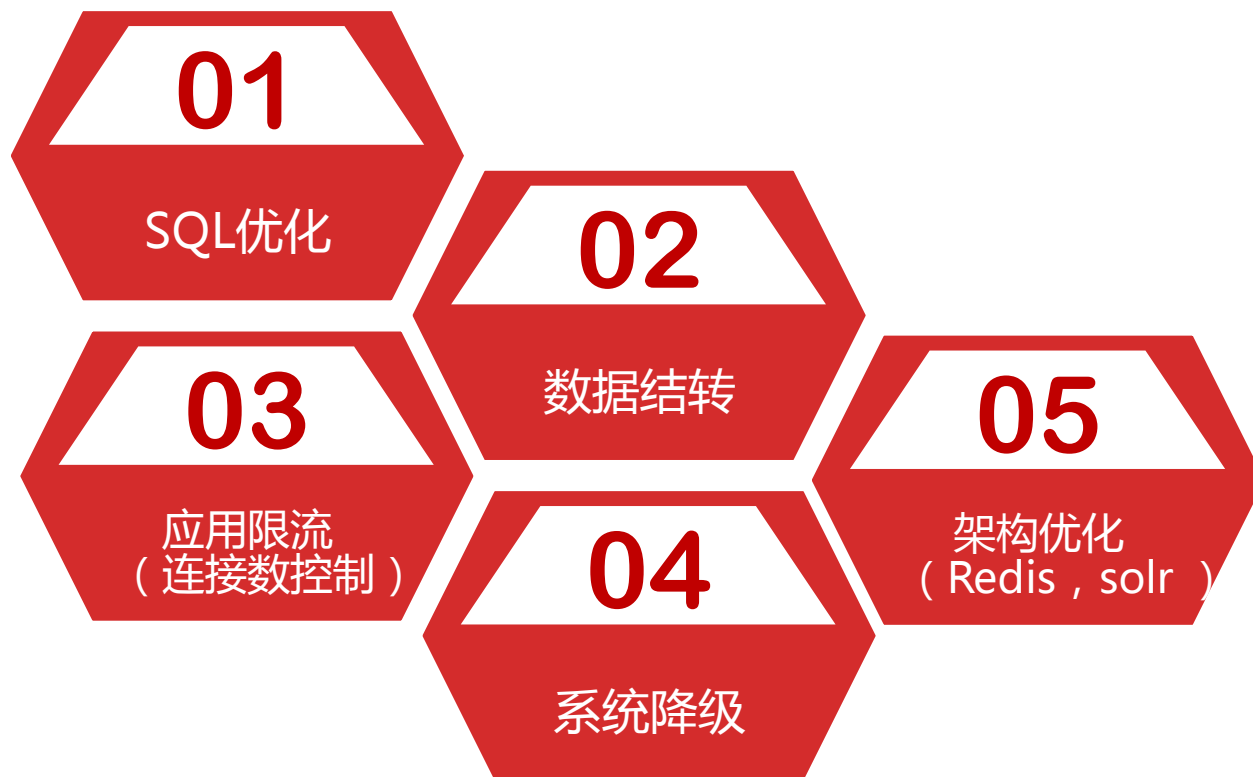 01
SQL优化
02
数据结转
03
应用限流
（连接数控制）
04
系统降级
05
架构优化
（Redis，solr ）